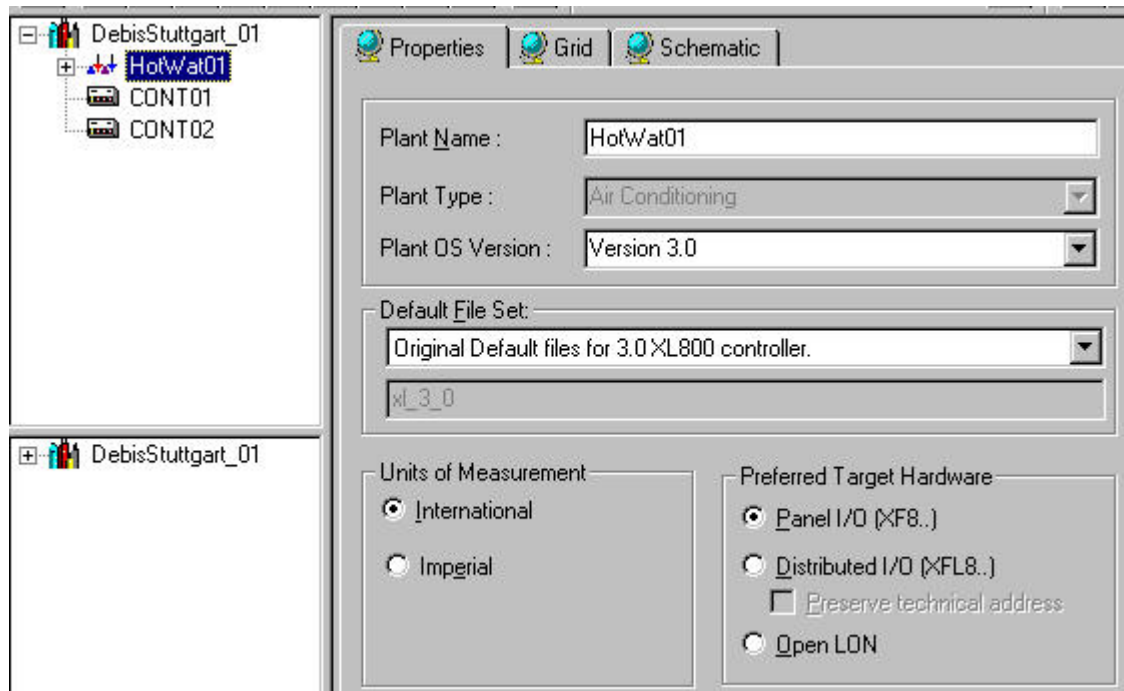 DebisStuttgart_01
HotWat01
CONT01
CONT02
DebisStuttgart_01
Properties
Grid
Schematic
Plant Name :
HotWat01
Plant Type :
Air Conditioning
Plant OS Version :
Version 3.0
Default File Set:
Original Default files for 3.0 XL800 controller.
xl_3_0
Units of Measurement
International
Imperial
Preferred Target Hardware
Panel I/O (XF8..)
Distributed I/O (XFL8..)
Preserve technical address
Open LON